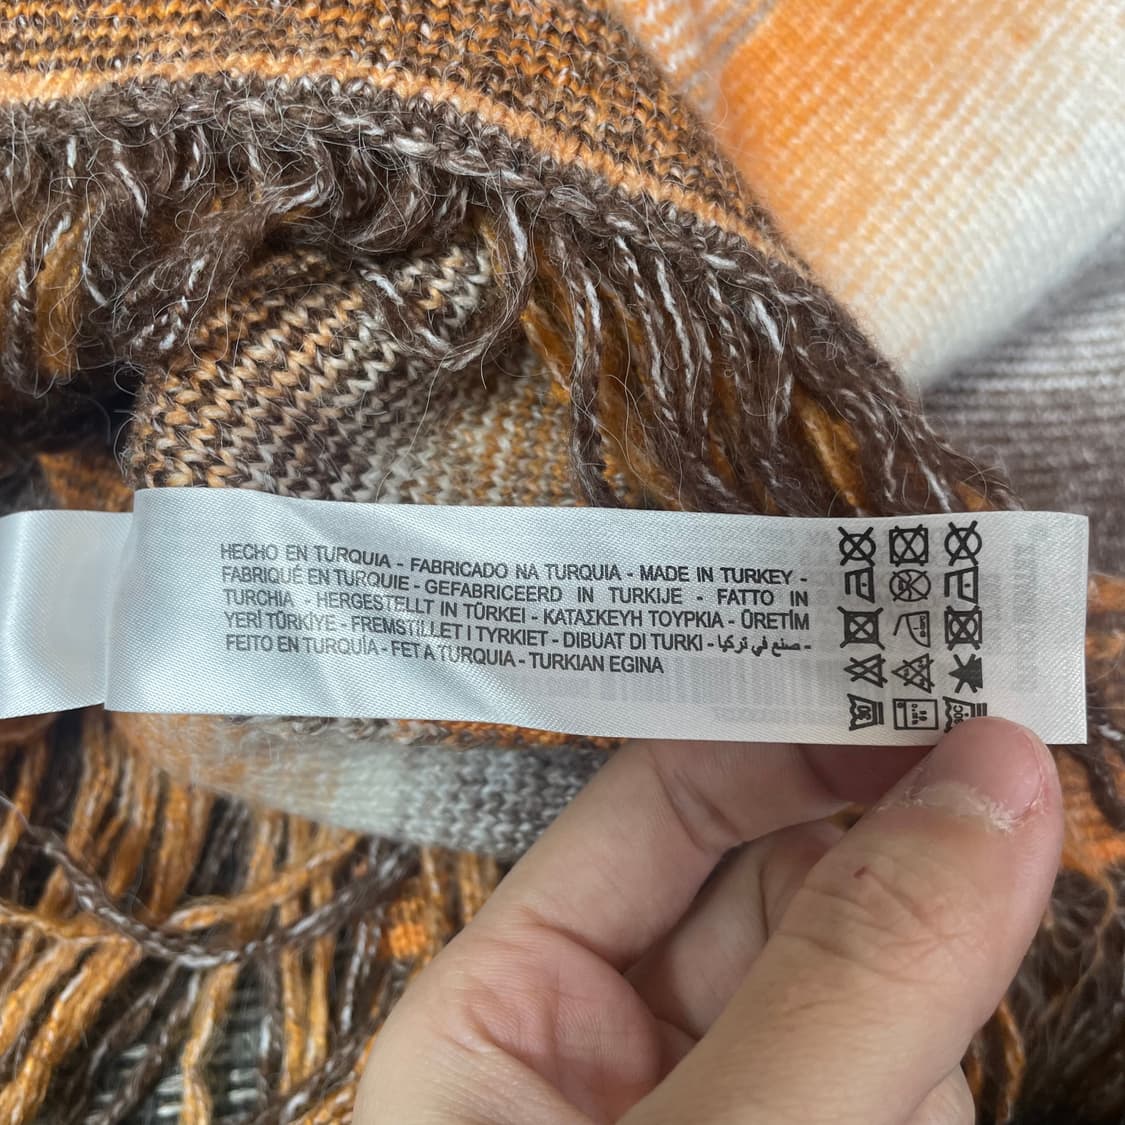 HECHO EN TURQUIA - FABRICADO NA TURQUIA - MADE IN TURKEY -
FABRIQUÉ EN TURQUIE - GEFABRICEERD IN TURKIJE - FATTO IN
TURCHIA - HERGESTELLT IN TÜRKEI - ΚΑΤΑΣΚΕΥΗ ΤΟΥΡΚΙΑ - ÜRETİM
YERİ TÜRKİYE - FREMSTILLET I TYRKIET - DIBUAT DI TURKI - صنع في تركيا -
FEITO EN TURQUÍA - FET A TURQUIA - TURKIAN EGINA
30